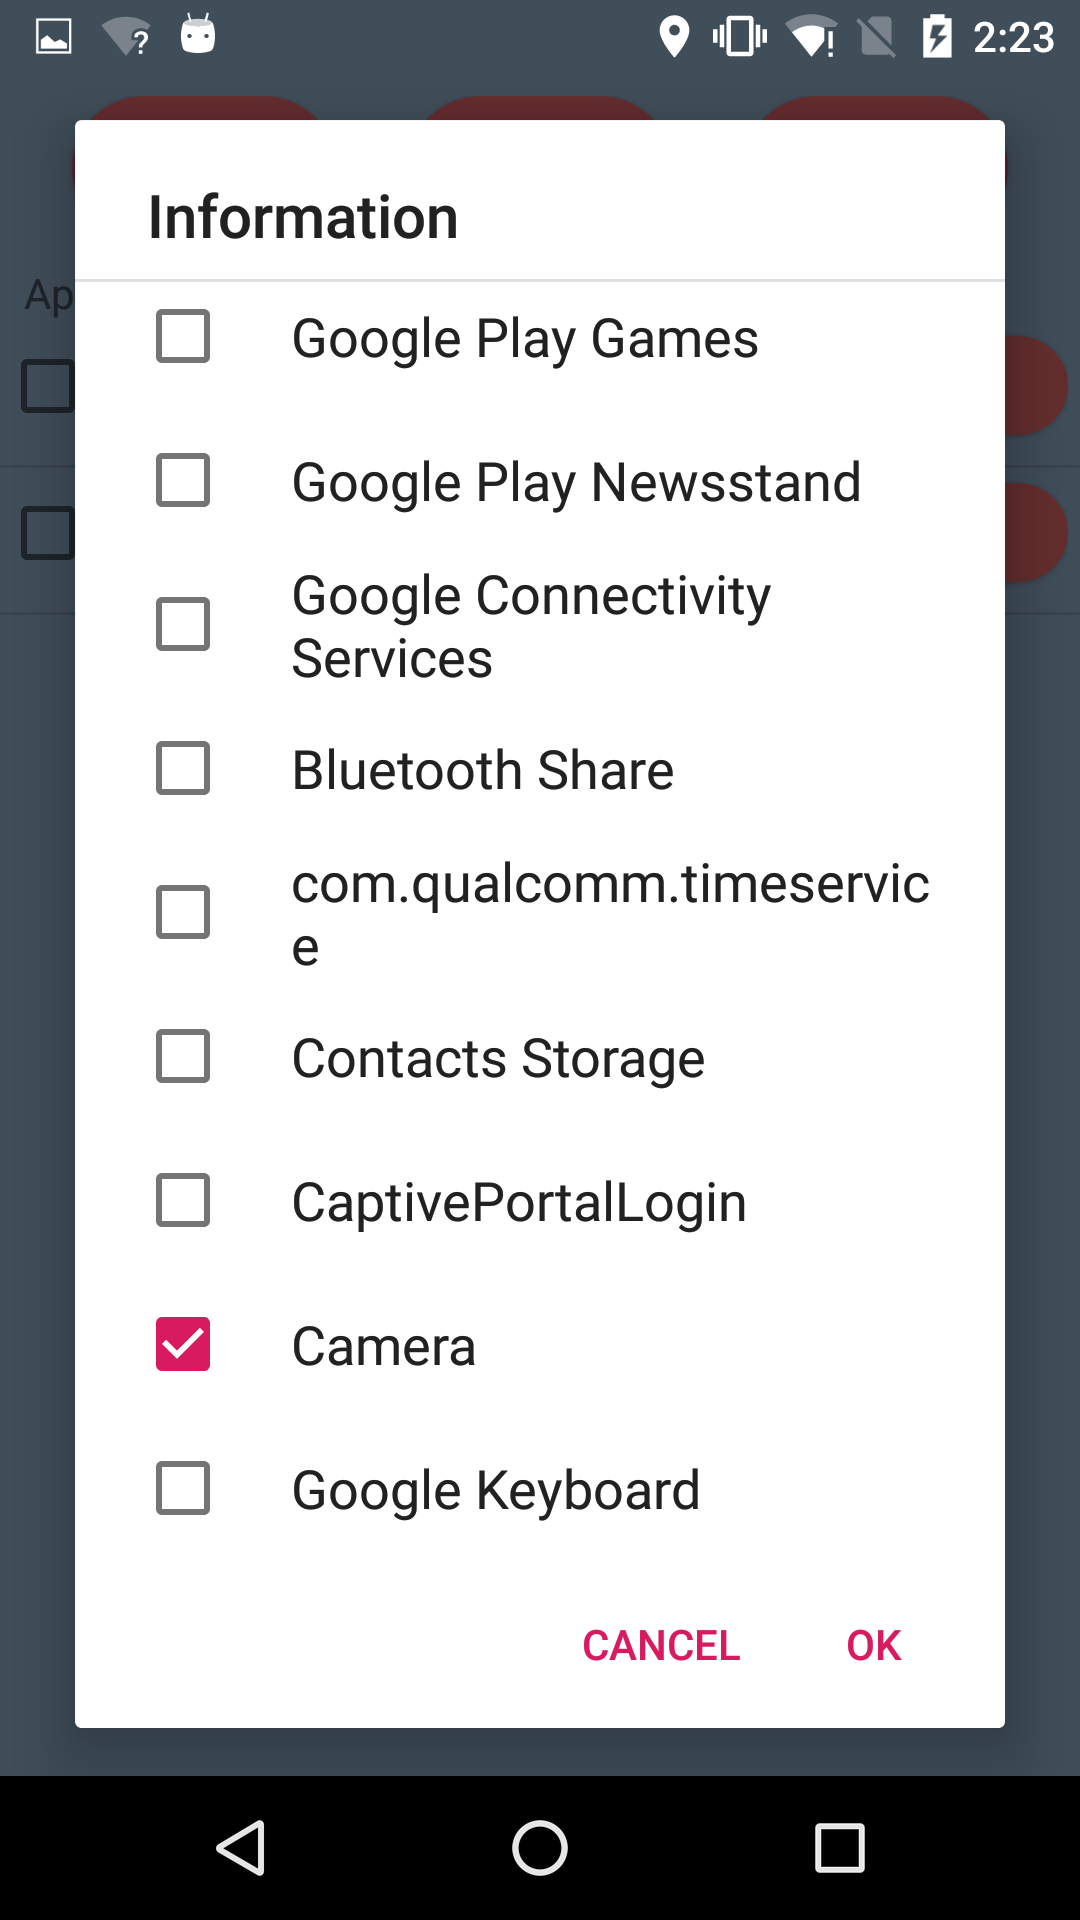 2:23
Information
Ap
Google Play Games
Google Play Newsstand
Google Connectivity
Services
Bluetooth Share
com.qualcomm.timeservic
e
Contacts Storage
CaptivePortalLogin
Camera
Google Keyboard
CANCEL OK